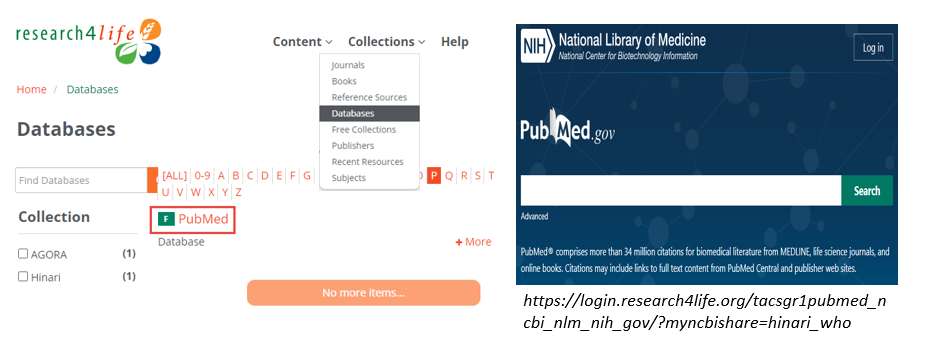 research4life
Content Collections Help
Journals
Books
Reference Sources
Databases
Free Collections
Publishers
Recent Resources
Subjects
Home / Databases
Databases
Find Databases
[ALL] 0-9 A B C D E F G P Q R S T
U V W X Y Z
Collection
AGORA (1)
Hinari (1)
F PubMed
Database
+ More
No more items...
NIH National Library of Medicine
National Center for Biotechnology Information
Log in
PubMed.gov
Search
Advanced
PubMed® comprises more than 34 million citations for biomedical literature from MEDLINE, life science journals, and
online books. Citations may include links to full text content from PubMed Central and publisher web sites.
https://login.research4life.org/tacsgr1pubmed_n
cbi_nlm_nih_gov/?myncbishare=hinari_who